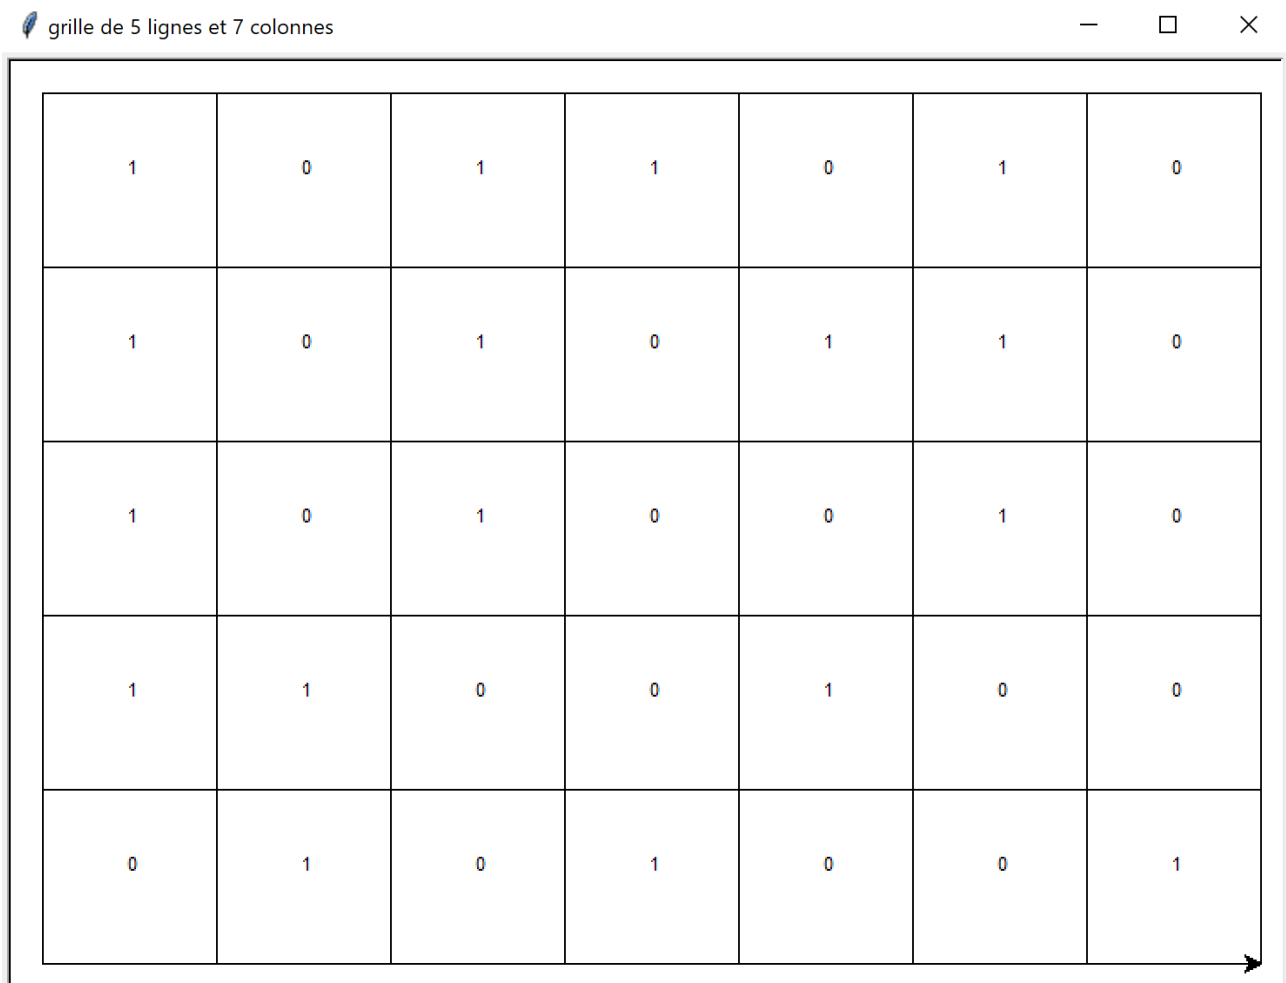 grille de 5 lignes et 7 colonnes
1 0 1 1 0 1 0
1 0 1 0 1 1 0
1 0 1 0 0 1 0
1 1 0 0 1 0 0
0 1 0 1 0 0 1